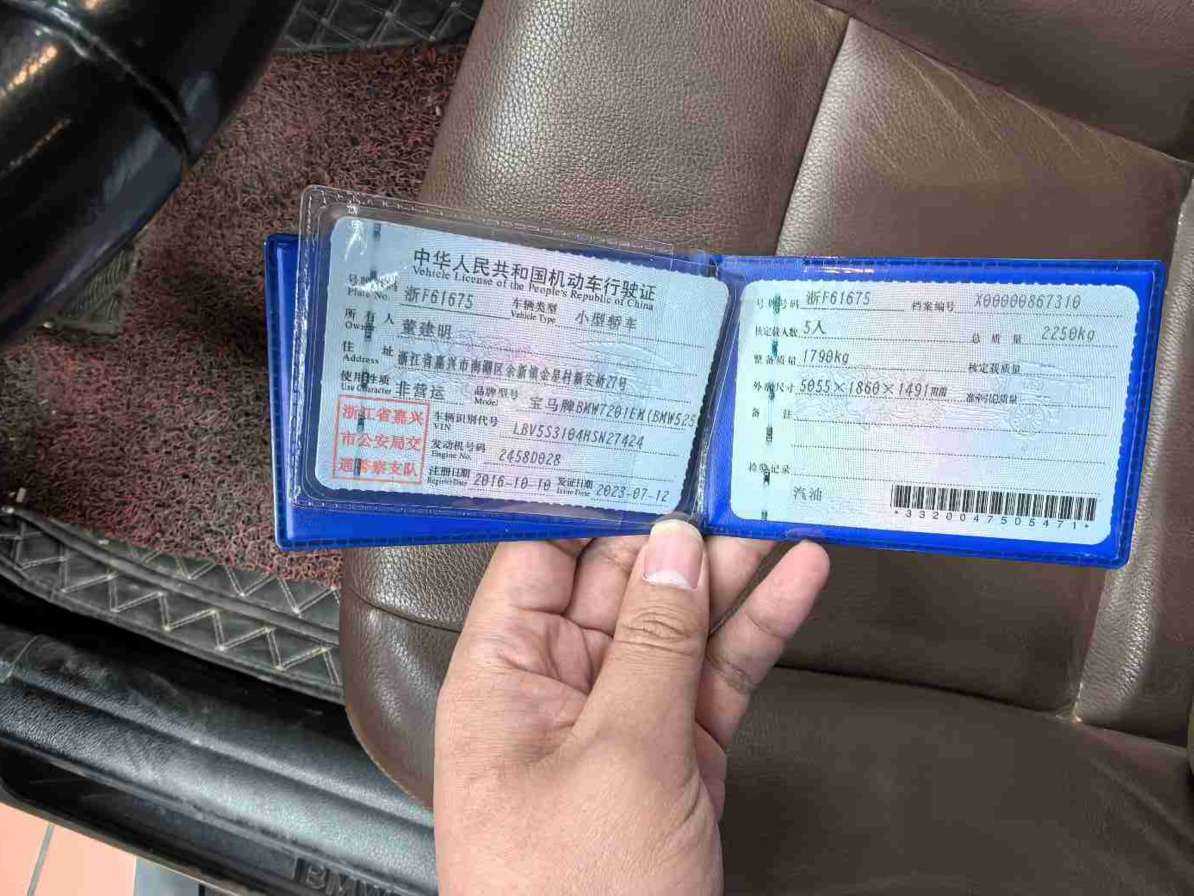 中华人民共和国机动车行驶证
Vehicle License of the People's Republic of China
号牌号码 浙F61675 车辆类型 小型轿车
Plate No. Vehicle Type
所有人 董建明
Owner
住址 浙江省嘉兴市南湖区余新镇金星村新安桥27号
Address
使用性质 非营运 品牌型号 宝马牌BMW7201EM(BMW525
Use Character Model
浙江省嘉兴
市公安局交
通警察支队
车辆识别代号 LBV5S3104HSN27424
VIN
发动机号码 2458D028
Engine No.
注册日期 2016-10-10 发证日期 2023-07-12
Register Date Issue Date
号牌号码 浙F61675 档案编号 X00000867310
核定载人数 5人 总质量 2250kg
整备质量 1790kg 核定载质量
外廓尺寸 5055×1860×1491mm 准牵引总质量
备注
检验记录
汽油
*3320047505471*
BMW